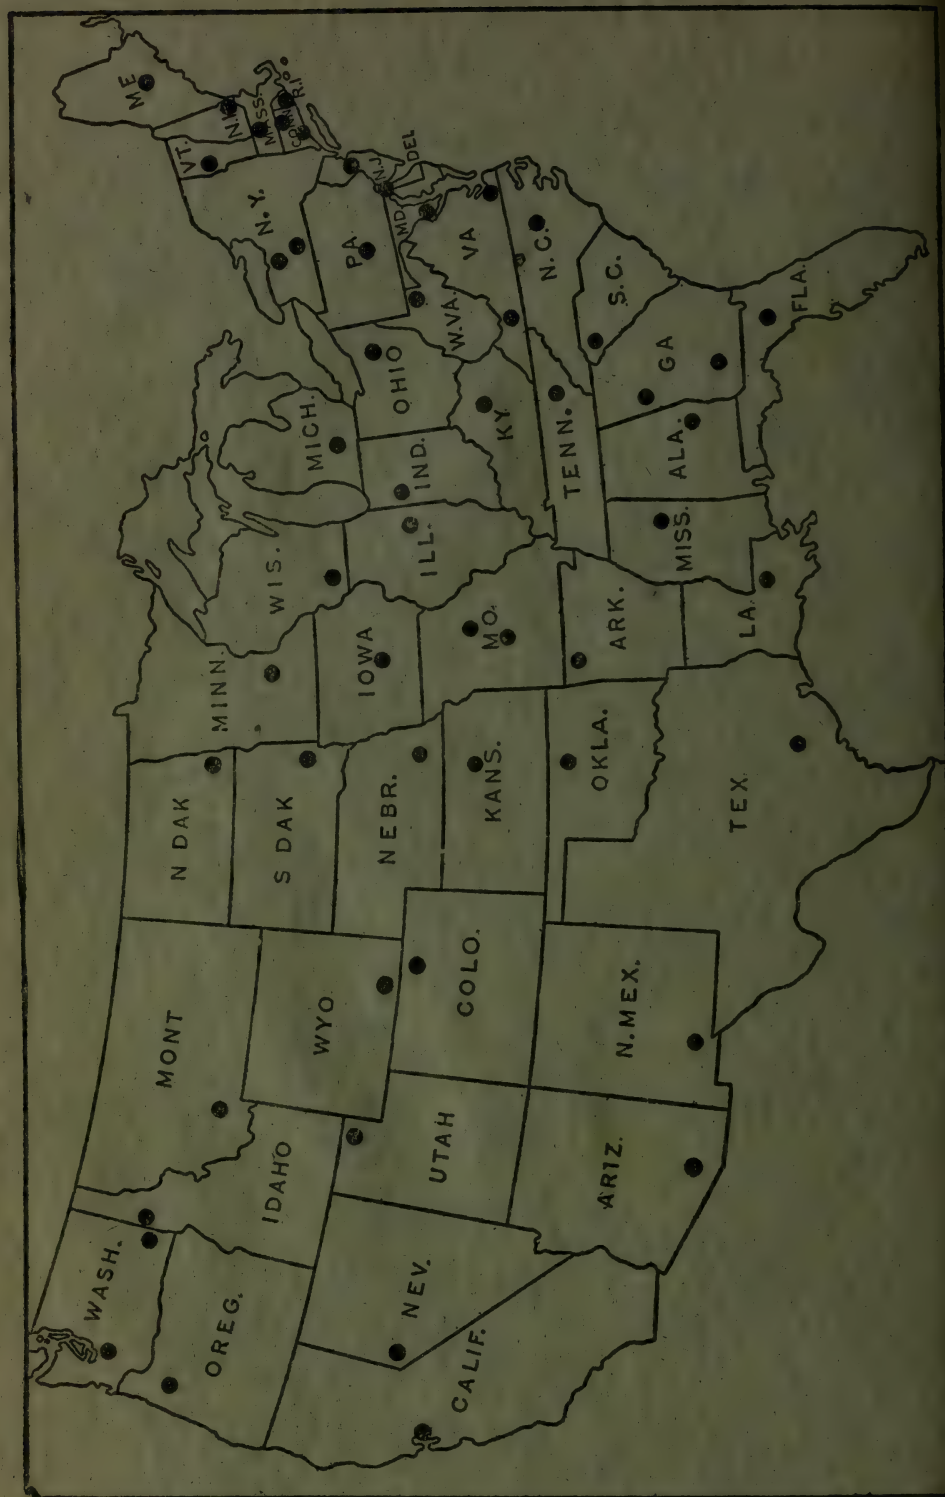 WASH.
OREG.
CALIF.
NEV.
IDAHO
MONT
WYO
UTAH
ARIZ.
COLO.
N.MEX.
N DAK
S DAK
NEBR.
KANS.
OKLA.
TEX
MINN.
IOWA
MO.
ARK.
LA.
WIS.
ILL.
MICH.
IND.
OHIO
KY.
TENN.
MISS.
ALA.
GA
FLA.
S.C.
N.C.
VA
W.VA.
MD.
DEL
PA
N.J.
N.Y.
VT.
N.H.
ME
MASS.
CONN
R.I.